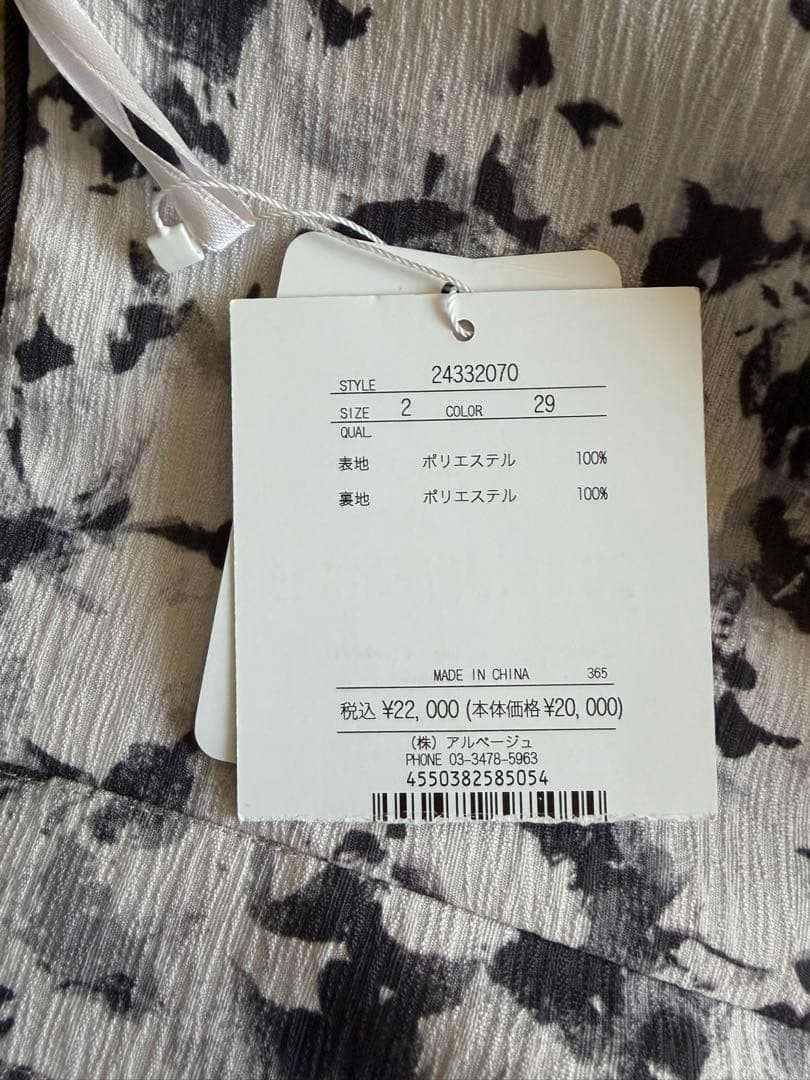 STYLE 24332070
SIZE 2 COLOR 29
QUAL
表地 ポリエステル 100%
裏地 ポリエステル 100%
MADE IN CHINA 365
税込 ¥22,000 (本体価格 ¥20,000)
(株) アルページュ
PHONE 03-3478-5963
4550382585054